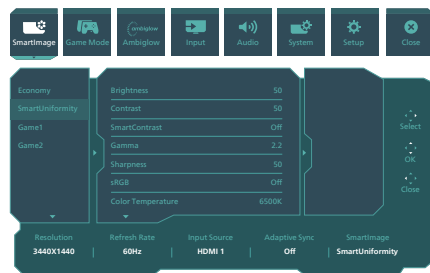 SmartImage
Game Mode
ambiglow
Ambiglow
Input
Audio
System
Setup
Close
Economy
SmartUniformity
Game1
Game2
Brightness 50
Contrast 50
SmartContrast Off
Gamma 2.2
Sharpness 50
sRGB Off
Color Temperature 6500K
Select
OK
Close
Resolution Refresh Rate Input Source Adaptive Sync SmartImage
3440X1440 | 60Hz | HDMI 1 | Off | SmartUniformity